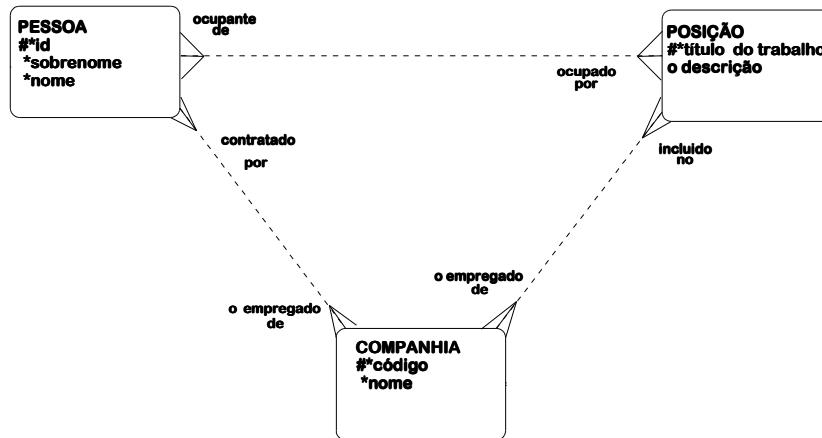 PESSOA
#*id
*sobrenome
*nome
ocupante
de
POSIÇÃO
#*título do trabalho
o descrição
ocupado
por
contratado
por
incluido
no
o empregado
de
o empregado
de
COMPANHIA
#*código
*nome